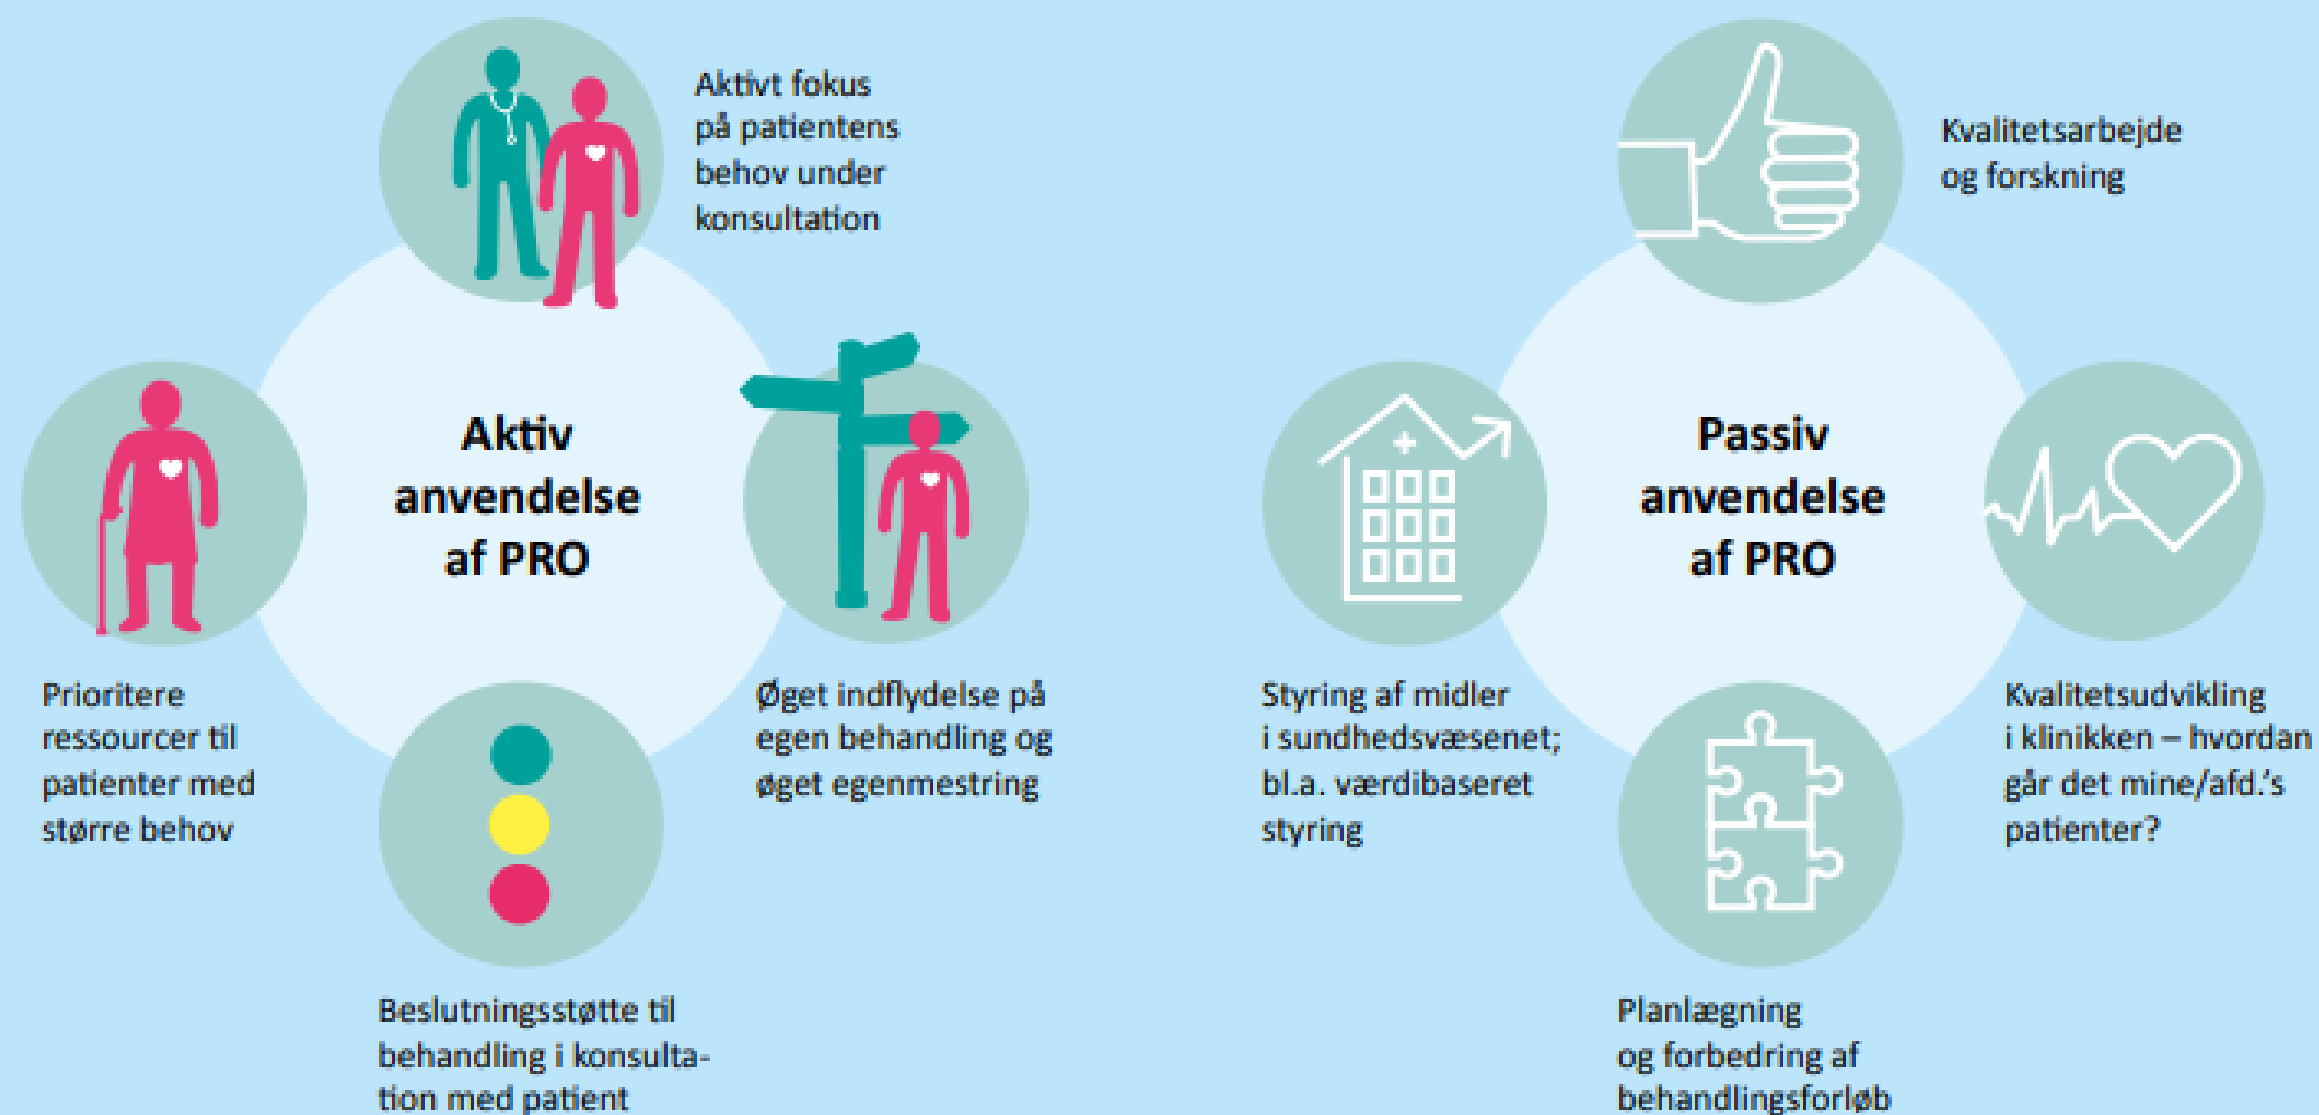 Aktivt fokus
på patientens
behov under
konsultation
Aktiv
anvendelse
af PRO
Prioritere
ressourcer til
patienter med
større behov
Øget indflydelse på
egen behandling og
øget egenmestring
Beslutningsstøtte til
behandling i konsulta-
tion med patient
Kvalitetsarbejde
og forskning
Passiv
anvendelse
af PRO
Styring af midler
i sundhedsvæsenet;
bl.a. værdibaseret
styring
Kvalitetsudvikling
i klinikken – hvordan
går det mine/afd.'s
patienter?
Planlægning
og forbedring af
behandlingsforløb